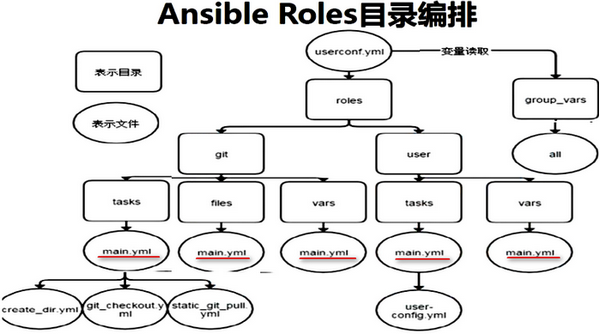 Ansible Roles目录编排
userconf.yml
变量读取
表示目录
roles
group_vars
表示文件
git
user
all
tasks
files
vars
tasks
vars
main.yml
main.yml
main.yml
main.yml
main.yml
create_dir.yml
git_checkout.y
ml
static_git_pull.
yml
user-
config.yml